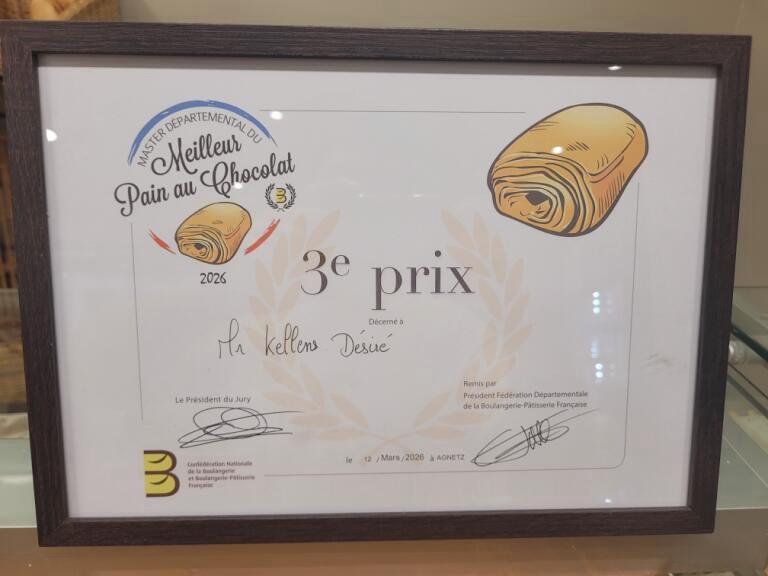 MASTER DÉPARTEMENTAL DU
Meilleur
Pain au Chocolat
2026
3e prix
Décerné à
Mr Kellens Désiré
Le Président du Jury
Remis par
Président Fédération Départementale
de la Boulangerie-Pâtisserie Française
le 12 / Mars / 2026 à AGNETZ
Confédération Nationale
de la Boulangerie
et Boulangerie-Pâtisserie
Française